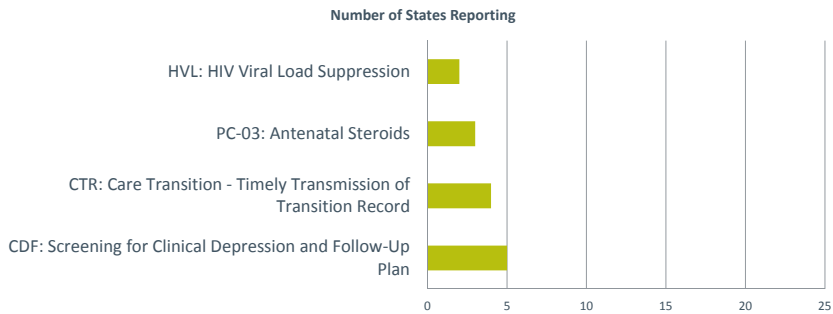 Number of States Reporting
HVL: HIV Viral Load Suppression
PC-03: Antenatal Steroids
CTR: Care Transition - Timely Transmission of
Transition Record
CDF: Screening for Clinical Depression and Follow-Up
Plan
0 5 10 15 20 25